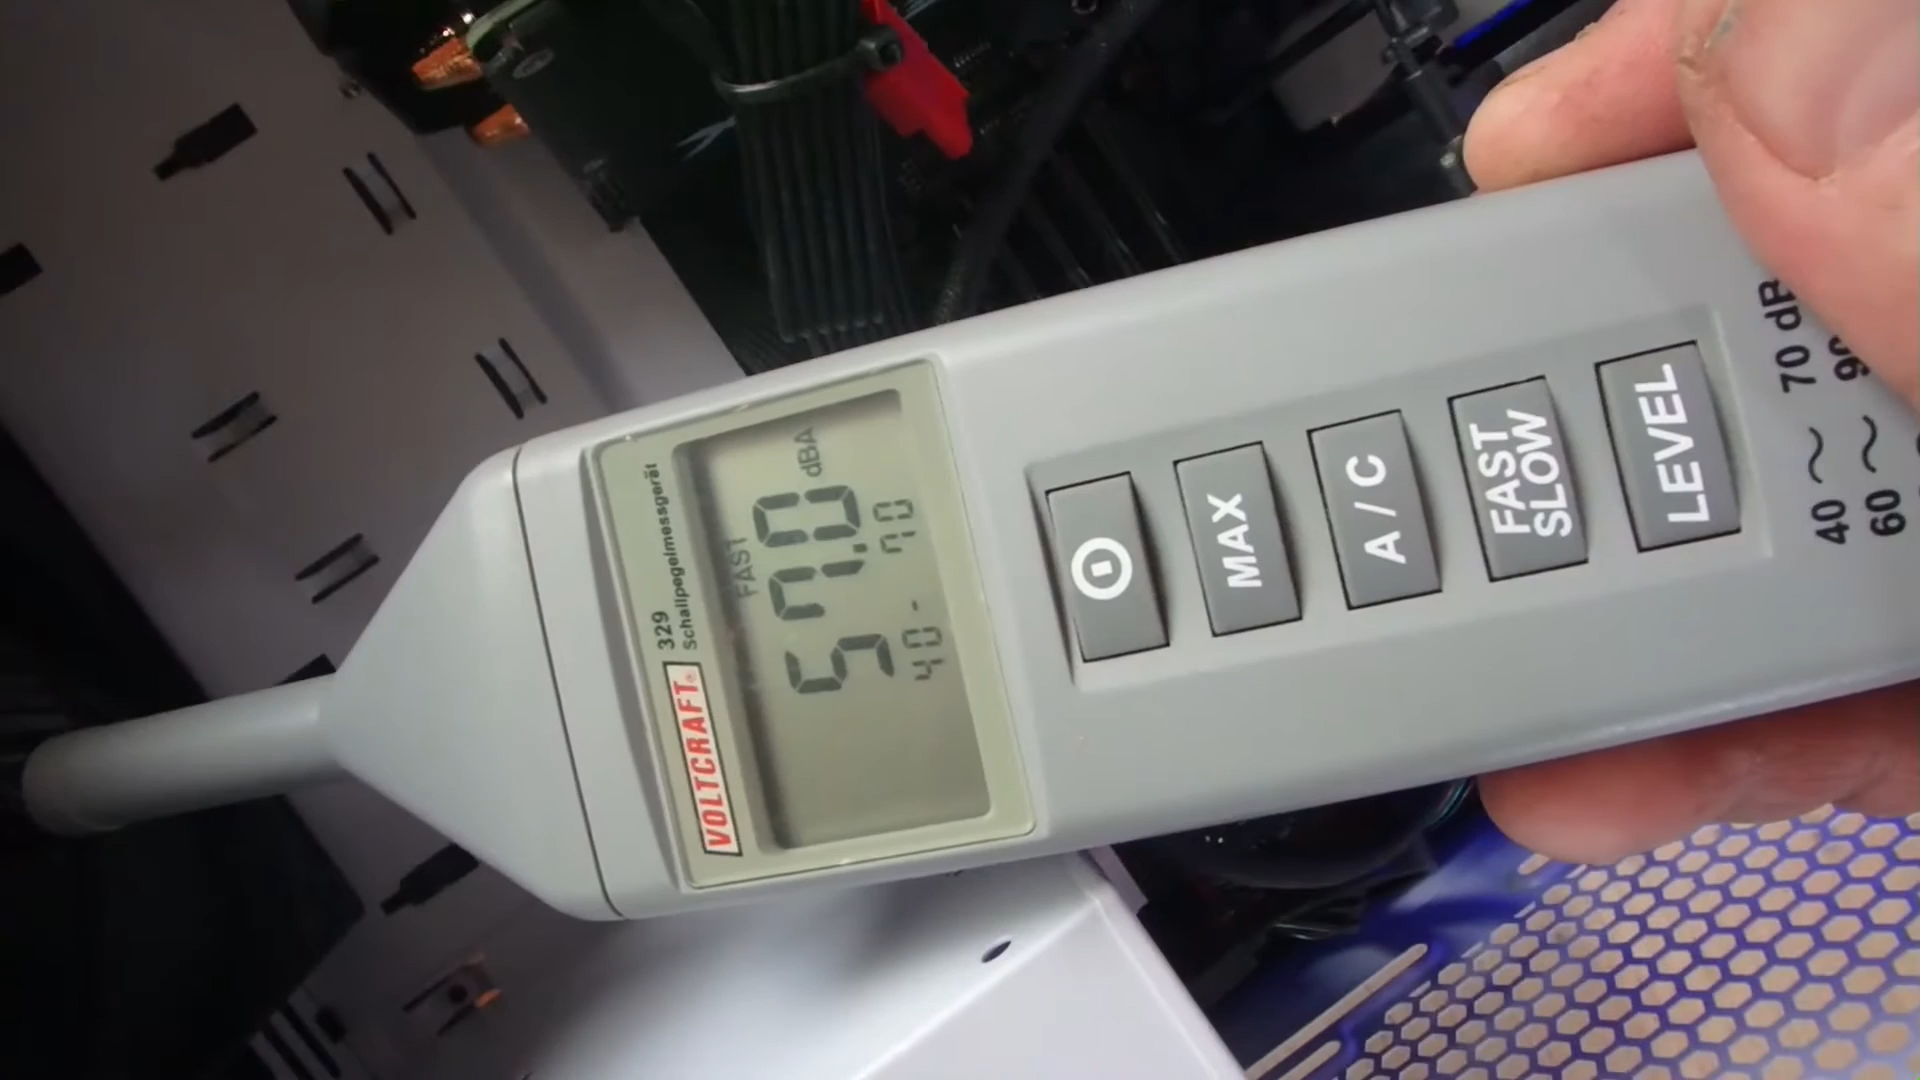 VOLTCRAFT®
329
Schallpegelmessgerät
FAST
57.0 dBA
40 - 70
MAX
A / C
FAST
SLOW
LEVEL
40 ~ 70 dB
60 ~